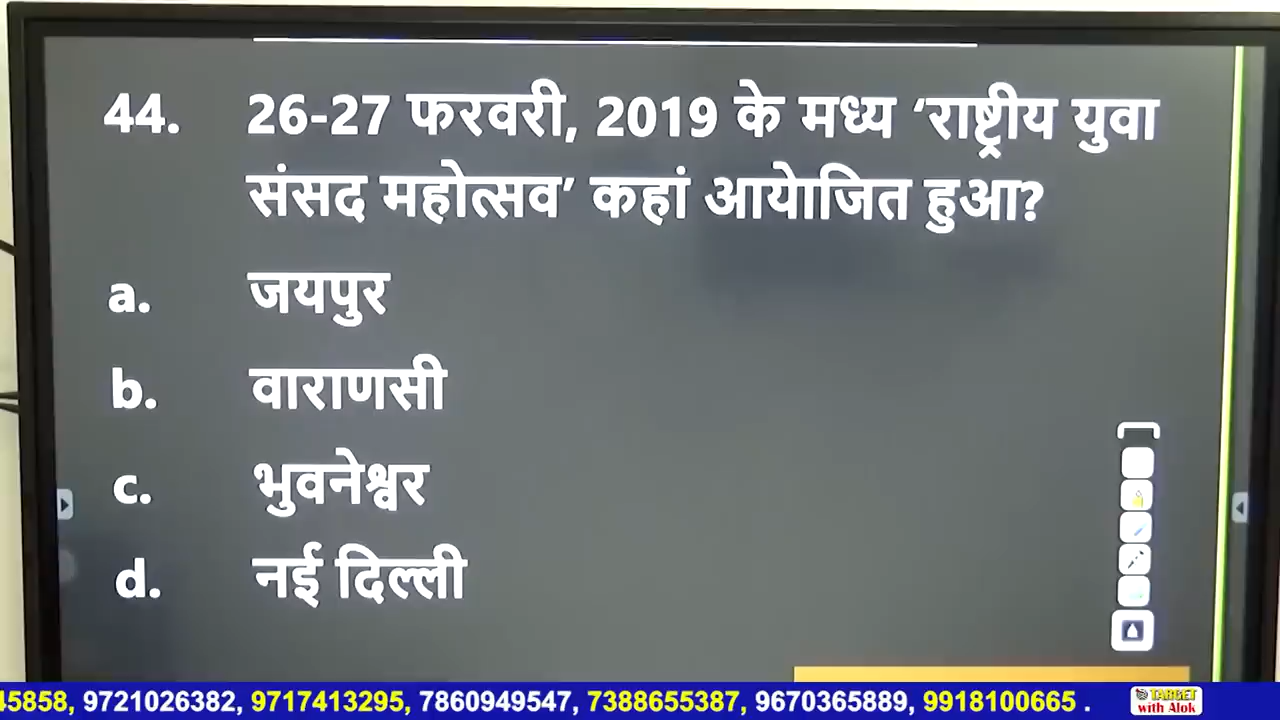 44. 26-27 फरवरी, 2019 के मध्य ‘राष्ट्रीय युवा
संसद महोत्सव’ कहां आयेाजित हुआ?
a. जयपुर
b. वाराणसी
c. भुवनेश्वर
d. नई दिल्ली
45858, 9721026382, 9717413295, 7860949547, 7388655387, 9670365889, 9918100665 .
TARGET
with Alok